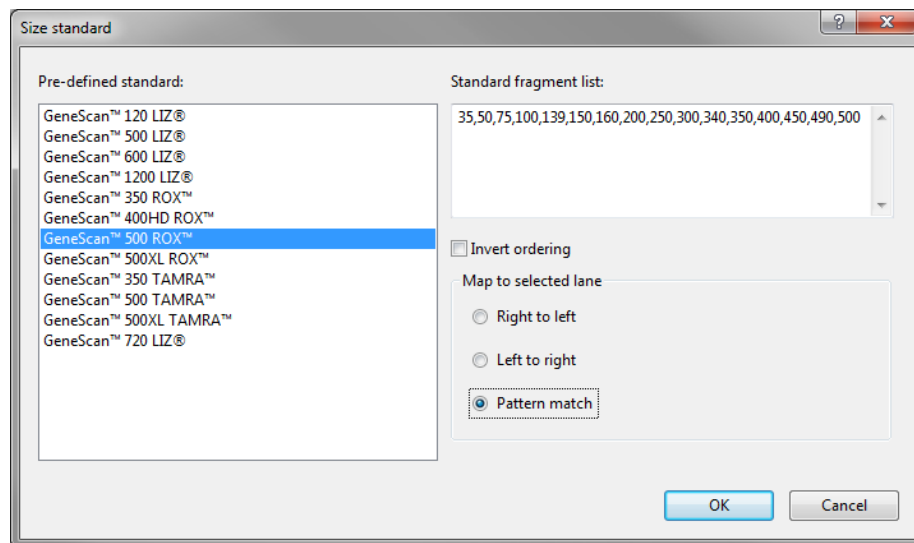 Size standard
Pre-defined standard:
GeneScan™ 120 LIZ®
GeneScan™ 500 LIZ®
GeneScan™ 600 LIZ®
GeneScan™ 1200 LIZ®
GeneScan™ 350 ROX™
GeneScan™ 400HD ROX™
GeneScan™ 500 ROX™
GeneScan™ 500XL ROX™
GeneScan™ 350 TAMRA™
GeneScan™ 500 TAMRA™
GeneScan™ 500XL TAMRA™
GeneScan™ 720 LIZ®
Standard fragment list:
35,50,75,100,139,150,160,200,250,300,340,350,400,450,490,500
Invert ordering
Map to selected lane
Right to left
Left to right
Pattern match
OK
Cancel